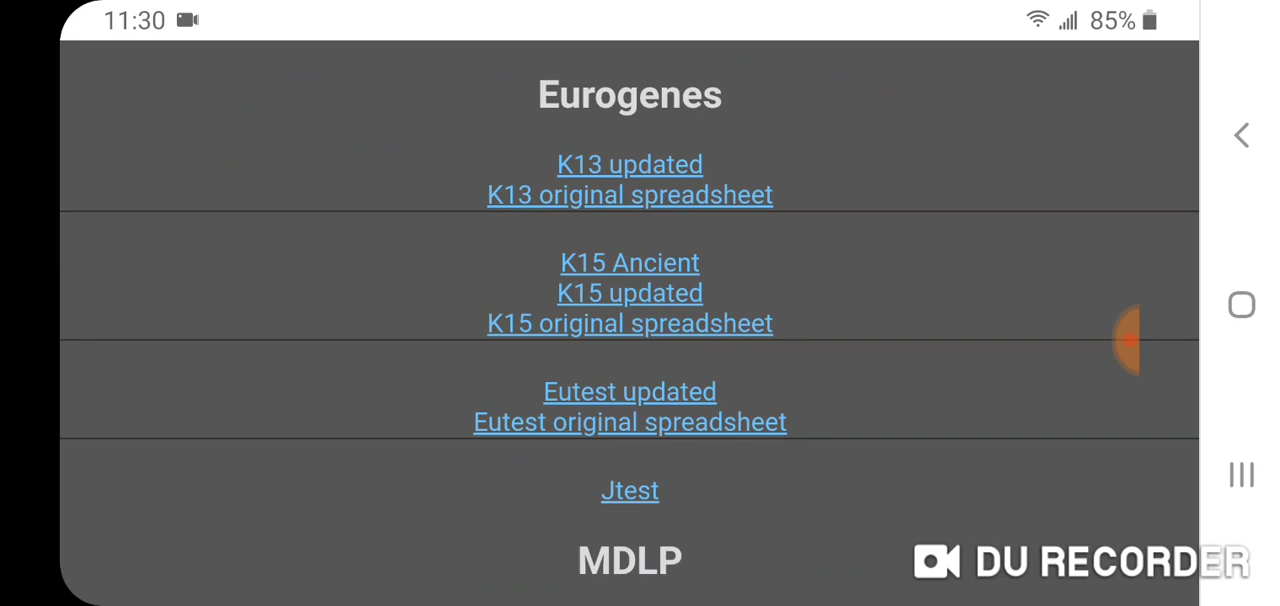 11:30
85%
Eurogenes
K13 updated
K13 original spreadsheet
K15 Ancient
K15 updated
K15 original spreadsheet
Eutest updated
Eutest original spreadsheet
Jtest
MDLP
DU RECORDER